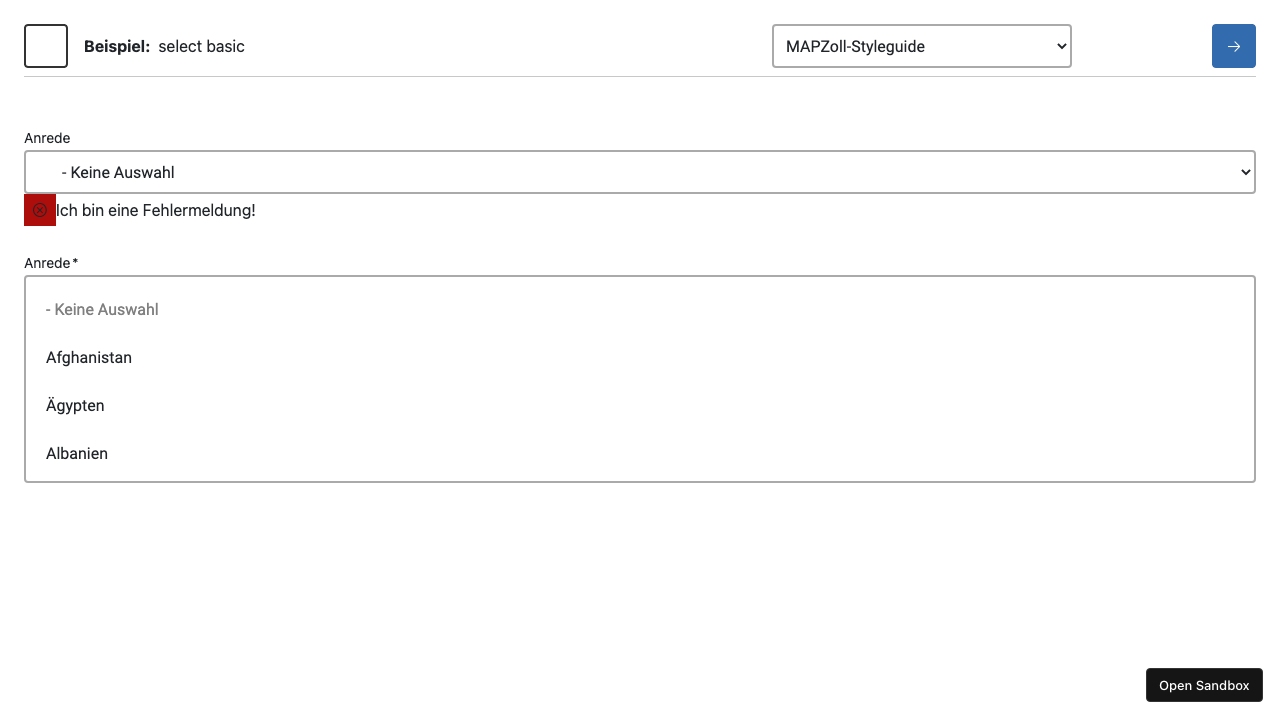 Beispiel: select basic
MAPZoll-Styleguide
Anrede
- Keine Auswahl
Ich bin eine Fehlermeldung!
Anrede*
- Keine Auswahl
Afghanistan
Ägypten
Albanien
Open Sandbox